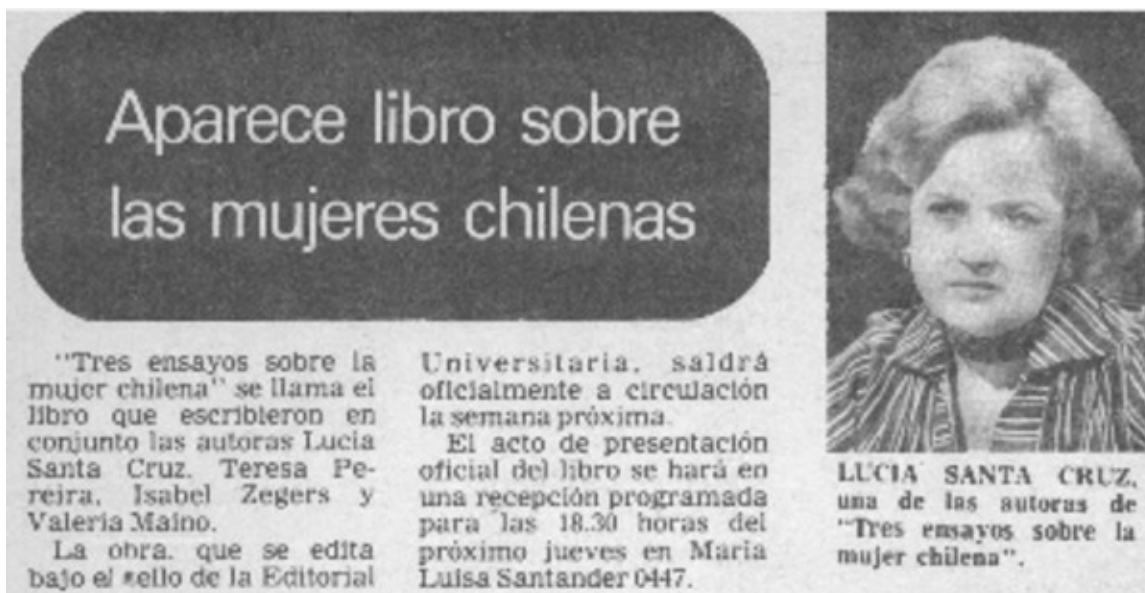 Aparece libro sobre
las mujeres chilenas
"Tres ensayos sobre la
mujer chilena" se llama el
libro que escribieron en
conjunto las autoras Lucía
Santa Cruz, Teresa Pe-
reira, Isabel Zegers y
Valeria Maino.
La obra, que se edita
bajo el sello de la Editorial
Universitaria, saldrá
oficialmente a circulación
la semana próxima.
El acto de presentación
oficial del libro se hará en
una recepción programada
para las 18.30 horas del
próximo jueves en María
Luisa Santander 0447.
LUCIA SANTA CRUZ,
una de las autoras de
"Tres ensayos sobre la
mujer chilena".